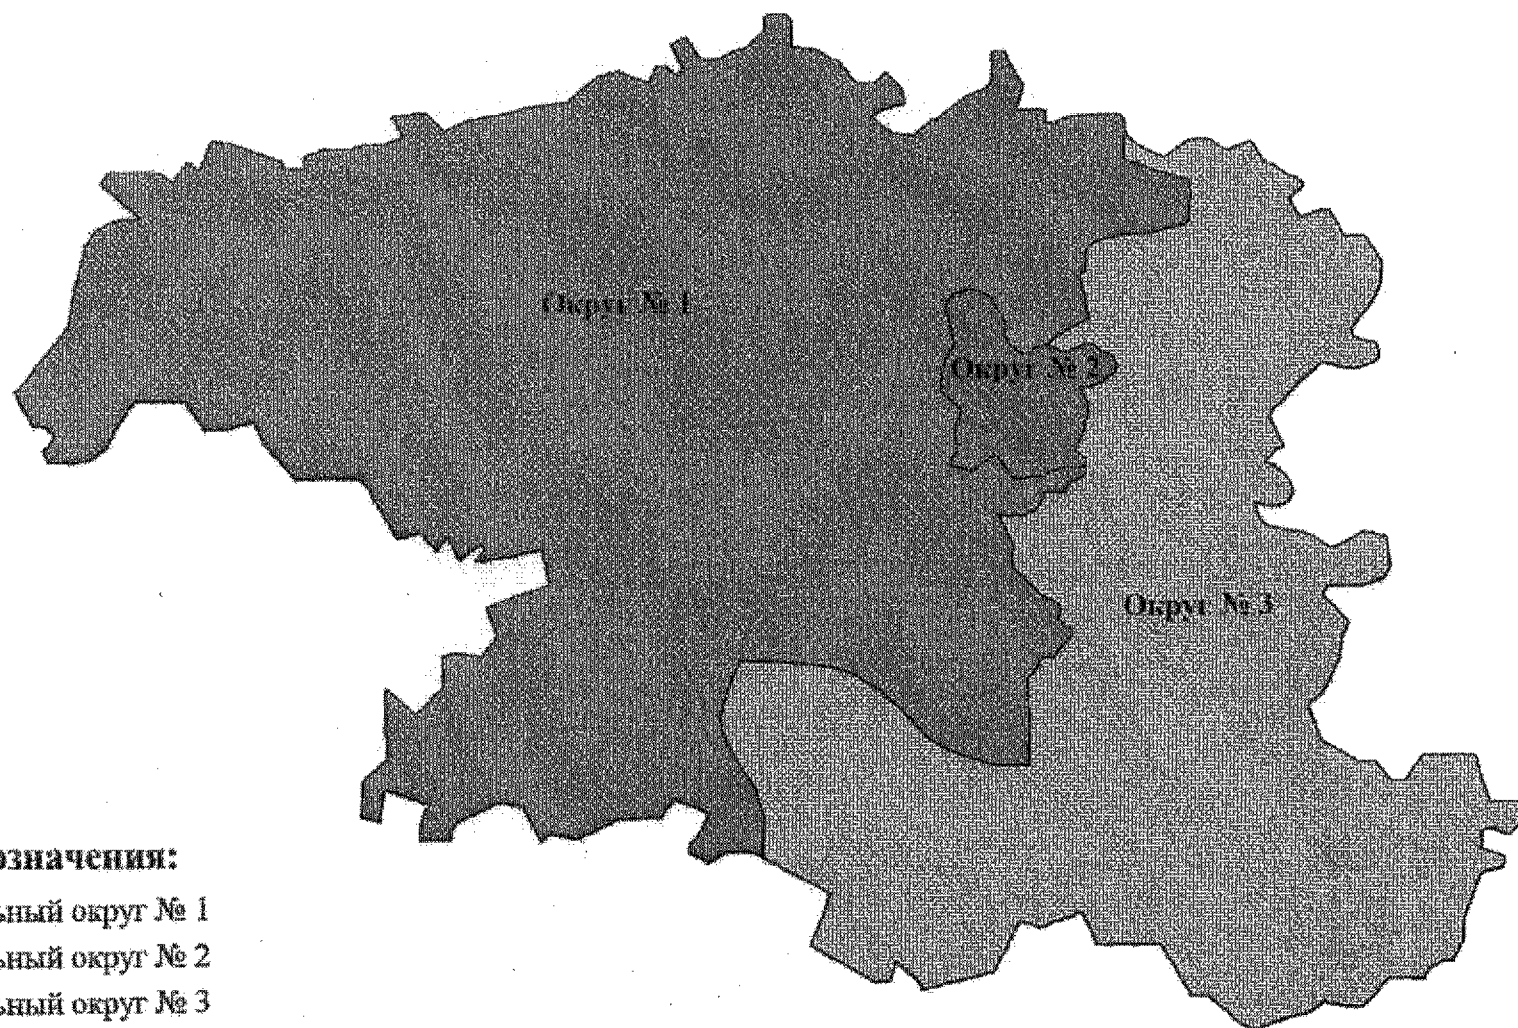 Округ № 1
Округ № 2
Округ № 3
означения:
ьный округ № 1
ьный округ № 2
ьный округ № 3